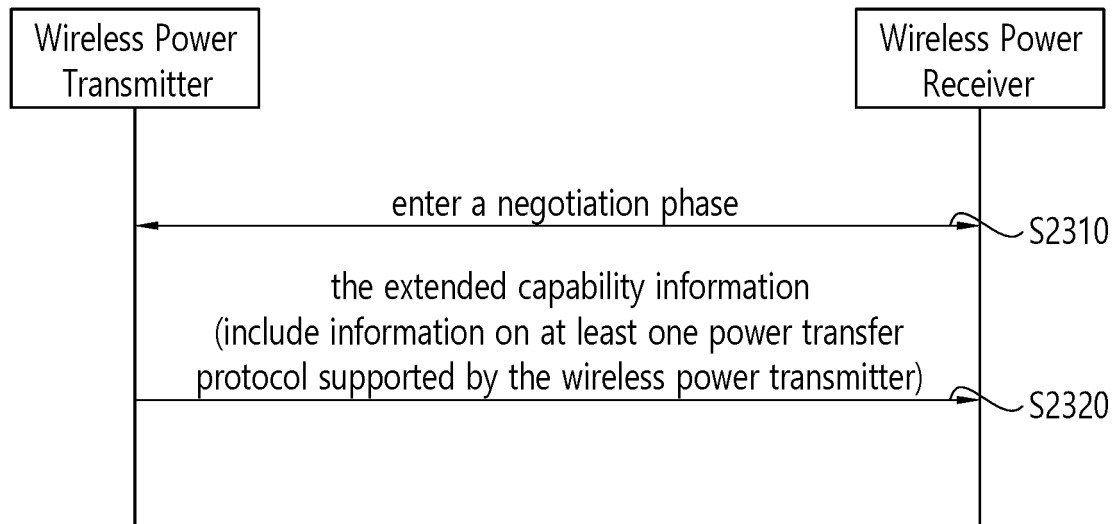 Wireless Power
Transmitter
Wireless Power
Receiver
enter a negotiation phase
S2310
the extended capability information
(include information on at least one power transfer
protocol supported by the wireless power transmitter)
S2320